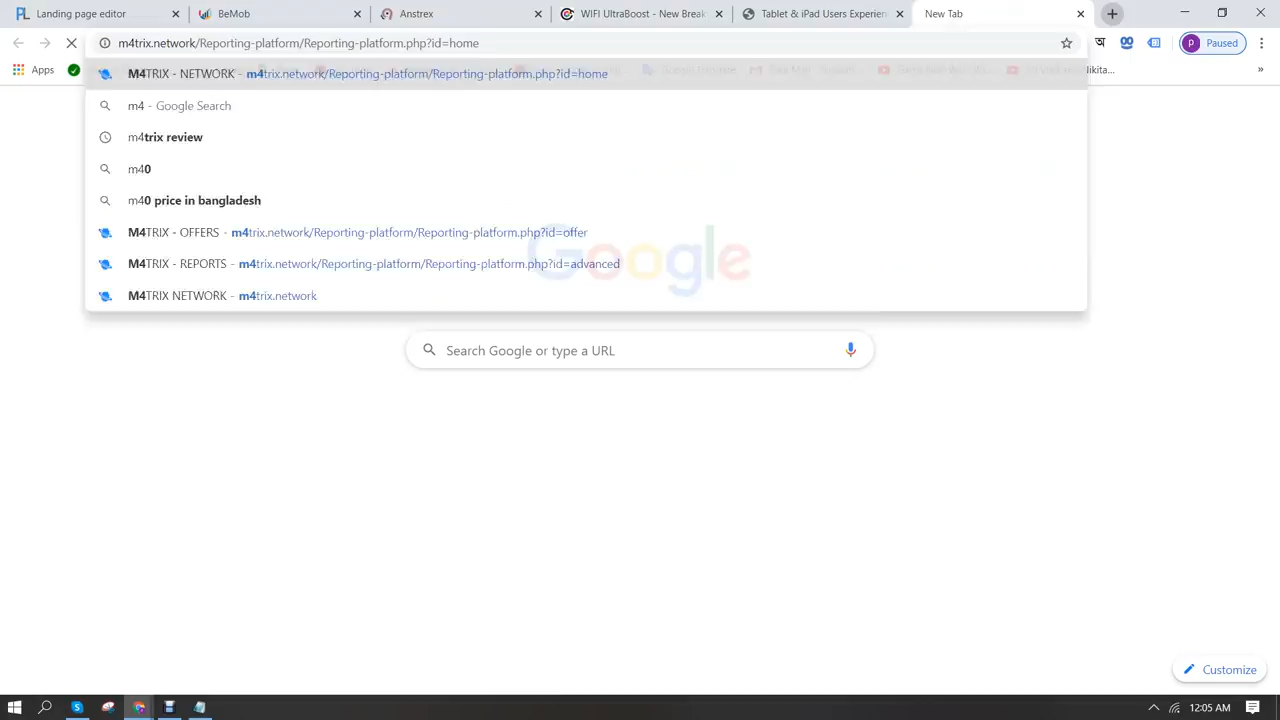 Landing page editor
BeMob
Anstrex
WIFI UltraBoost - New Break
Tablet & iPad Users Experien
New Tab
m4trix.network/Reporting-platform/Reporting-platform.php?id=home
Paused
Apps
M4TRIX - NETWORK - m4trix.network/Reporting-platform/Reporting-platform.php?id=home
m4 - Google Search
m4trix review
m40
m40 price in bangladesh
M4TRIX - OFFERS - m4trix.network/Reporting-platform/Reporting-platform.php?id=offer
M4TRIX - REPORTS - m4trix.network/Reporting-platform/Reporting-platform.php?id=advanced
M4TRIX NETWORK - m4trix.network
Google
Search Google or type a URL
Customize
12:05 AM